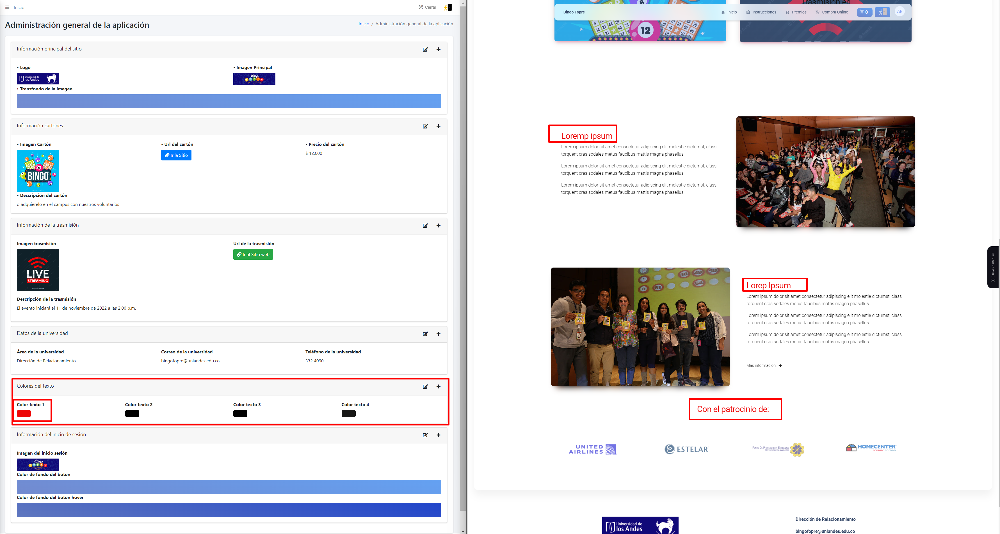 Inicio
Cerrar
Administración general de la aplicación
Inicio / Administración general de la aplicación
Información principal del sitio
• Logo
Universidad de
los Andes
• Imagen Principal
Bingo
• Transfondo de la Imagen
Información cartones
• Imagen Cartón
BINGO
12
• Url del cartón
Ir la Sitio
• Precio del cartón
$ 12,000
• Descripción del cartón
o adquierelo en el campus con nuestros voluntarios
Información de la trasmisión
Imagen trasmisión
LIVE
STREAMING
Url de la trasmisión
Ir al Sitio web
Descripción de la trasmisión
El evento iniciará el 11 de noviembre de 2022 a las 2:00 p.m.
Datos de la universidad
Área de la universidad
Dirección de Relacionamiento
Correo de la universidad
bingofopre@uniandes.edu.co
Teléfono de la universidad
332 4090
Colores del texto
Color texto 1
Color texto 2
Color texto 3
Color texto 4
Información del inicio de sesión
Imagen del inicio sesión
Bingo
Color de fondo del boton
Color de fondo del boton hover
Trasmisión en
Bingo Fopre
Inicio
Instrucciones
Premios
Compra Online
0
AB
12
Loremp ipsum
Lorem ipsum dolor sit amet consectetur adipiscing elit molestie dictumst, class
torquent cras sodales metus faucibus mattis magna phasellus
Lorem ipsum dolor sit amet consectetur adipiscing elit molestie dictumst, class
torquent cras sodales metus faucibus mattis magna phasellus
Lorem ipsum dolor sit amet consectetur adipiscing elit molestie dictumst, class
torquent cras sodales metus faucibus mattis magna phasellus
BLACKBOX AI
P 48 49 50
r 64
e 61
Lorep Ipsum
Lorem ipsum dolor sit amet consectetur adipiscing elit molestie dictumst, class
torquent cras sodales metus faucibus mattis magna phasellus
Lorem ipsum dolor sit amet consectetur adipiscing elit molestie dictumst, class
torquent cras sodales metus faucibus mattis magna phasellus
Lorem ipsum dolor sit amet consectetur adipiscing elit molestie dictumst, class
torquent cras sodales metus faucibus mattis magna phasellus
Más información.
Con el patrocinio de:
UNITED
AIRLINES
e ESTELAR
Fondo De Profesores y Empleados
Universidad de los Andes
HOMECENTER
SODIMAC corona
Universidad de
los Andes
Dirección de Relacionamiento
bingofopre@uniandes.edu.co